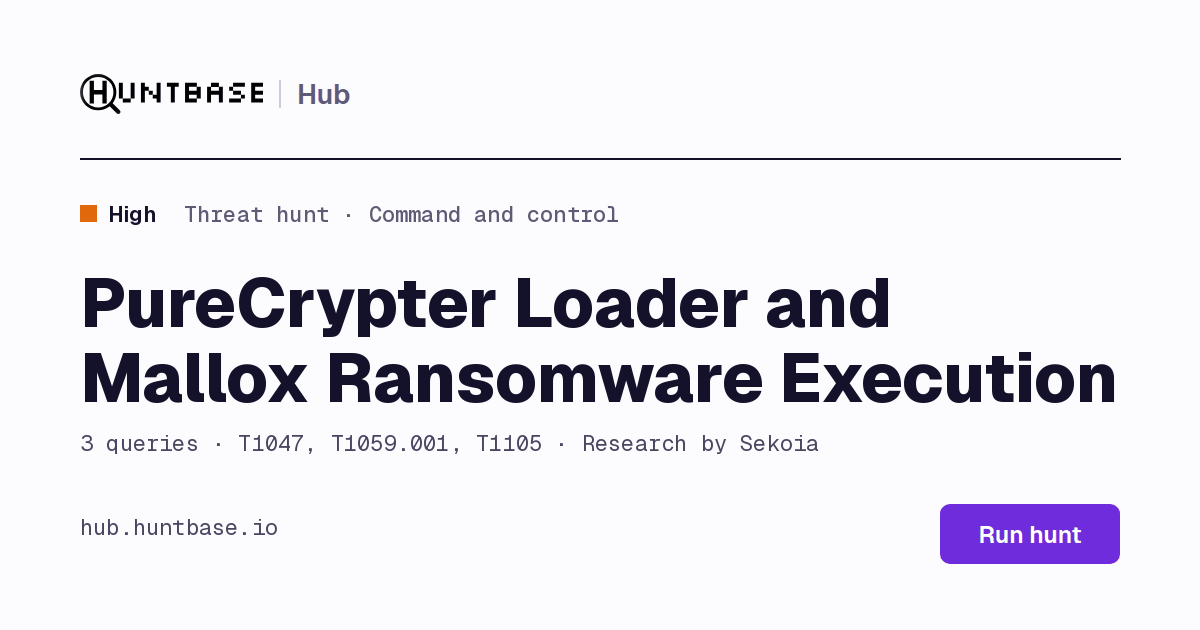 HUNTBASE Hub
High Threat hunt · Command and control
PureCrypter Loader and
Mallox Ransomware Execution
3 queries · T1047, T1059.001, T1105 · Research by Sekoia
hub.huntbase.io
Run hunt